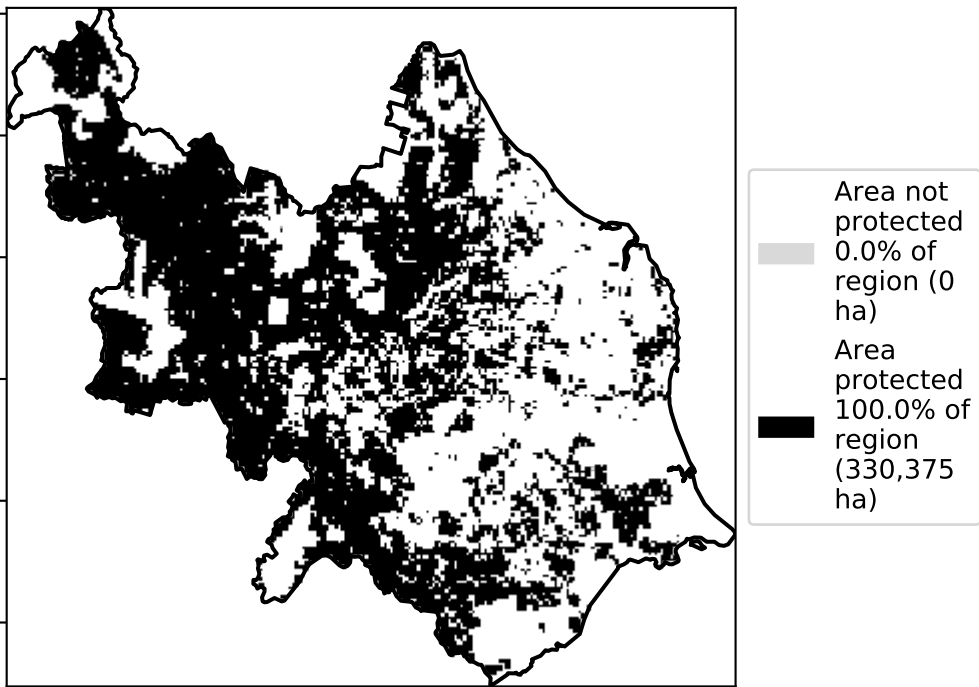 Area not
protected
0.0% of
region (0
ha)
Area
protected
100.0% of
region
(330,375
ha)